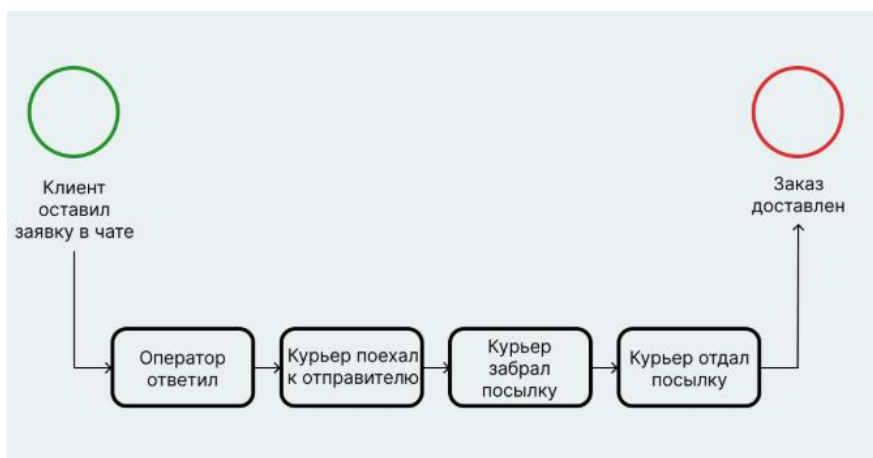 Клиент
оставил
заявку в чате
Заказ
доставлен
Оператор
ответил
Курьер поехал
к отправителю
Курьер
забрал
посылку
Курьер отдал
посылку